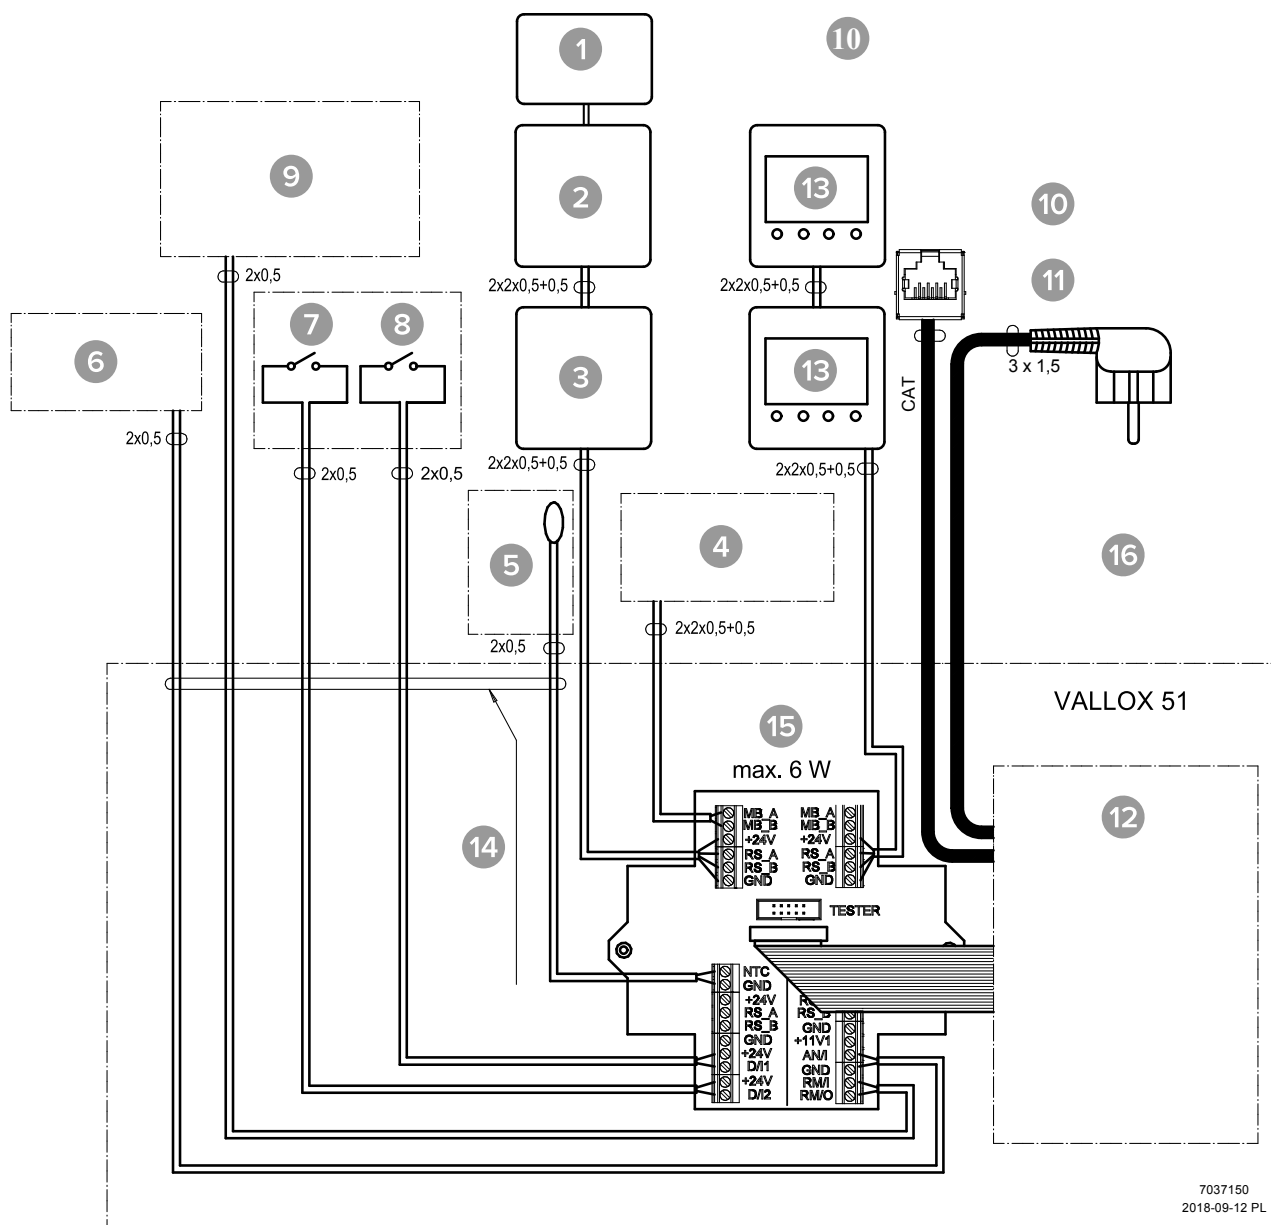 1
10
9
2
13
10
2x0,5
2x2x0,5+0,5
2x2x0,5+0,5
11
7
8
6
3
13
3 x 1,5
CAT
2x0,5
2x0,5
2x0,5
2x2x0,5+0,5
2x2x0,5+0,5
5
4
16
2x0,5
2x2x0,5+0,5
VALLOX 51
15
max. 6 W
12
14
MB_A
MB_B
+24V
RS_A
RS_B
GND
MB_A
MB_B
+24V
RS_A
RS_B
GND
TESTER
NTC
GND
+24V
RS_A
RS_B
GND
+24V
D/I1
+24V
D/I2
RS_B
GND
+11V1
AN/I
GND
RM/I
RM/O
7037150
2018-09-12 PL